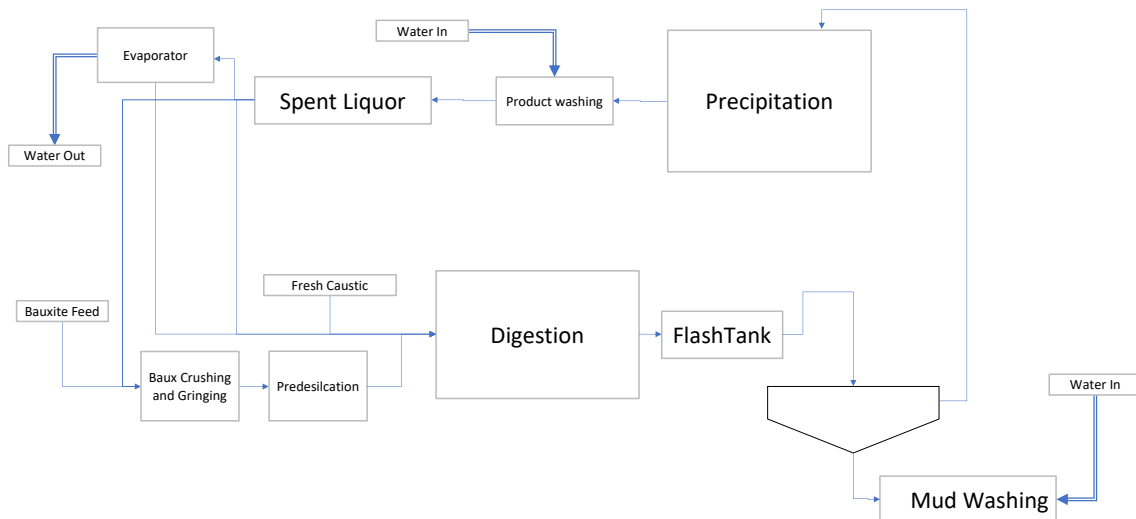 Water In
Evaporator
Precipitation
Spent Liquor
Product washing
Water Out
Fresh Caustic
Bauxite Feed
Digestion
FlashTank
Baux Crushing
and Gringing
Predesilcation
Water In
Mud Washing